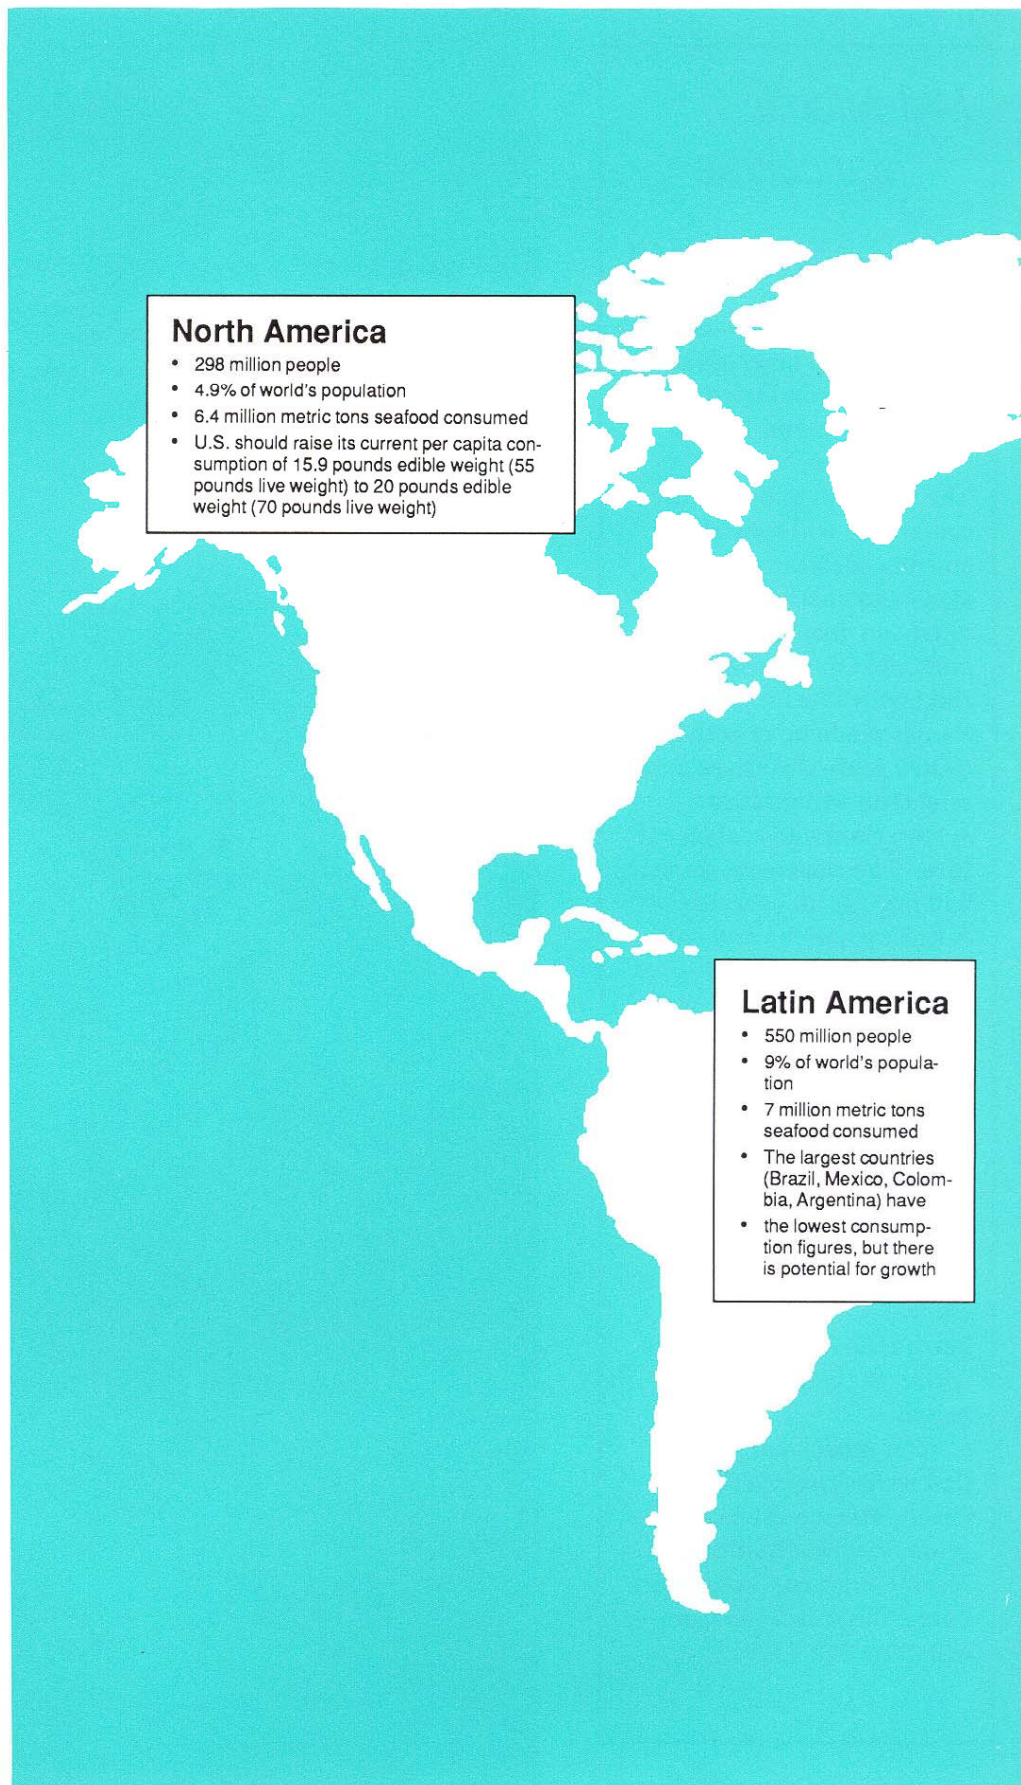 North America
• 298 million people
• 4.9% of world's population
• 6.4 million metric tons seafood consumed
• U.S. should raise its current per capita con-
sumption of 15.9 pounds edible weight (55
pounds live weight) to 20 pounds edible
weight (70 pounds live weight)
Latin America
• 550 million people
• 9% of world's popula-
tion
• 7 million metric tons
seafood consumed
• The largest countries
(Brazil, Mexico, Colom-
bia, Argentina) have
• the lowest consump-
tion figures, but there
is potential for growth